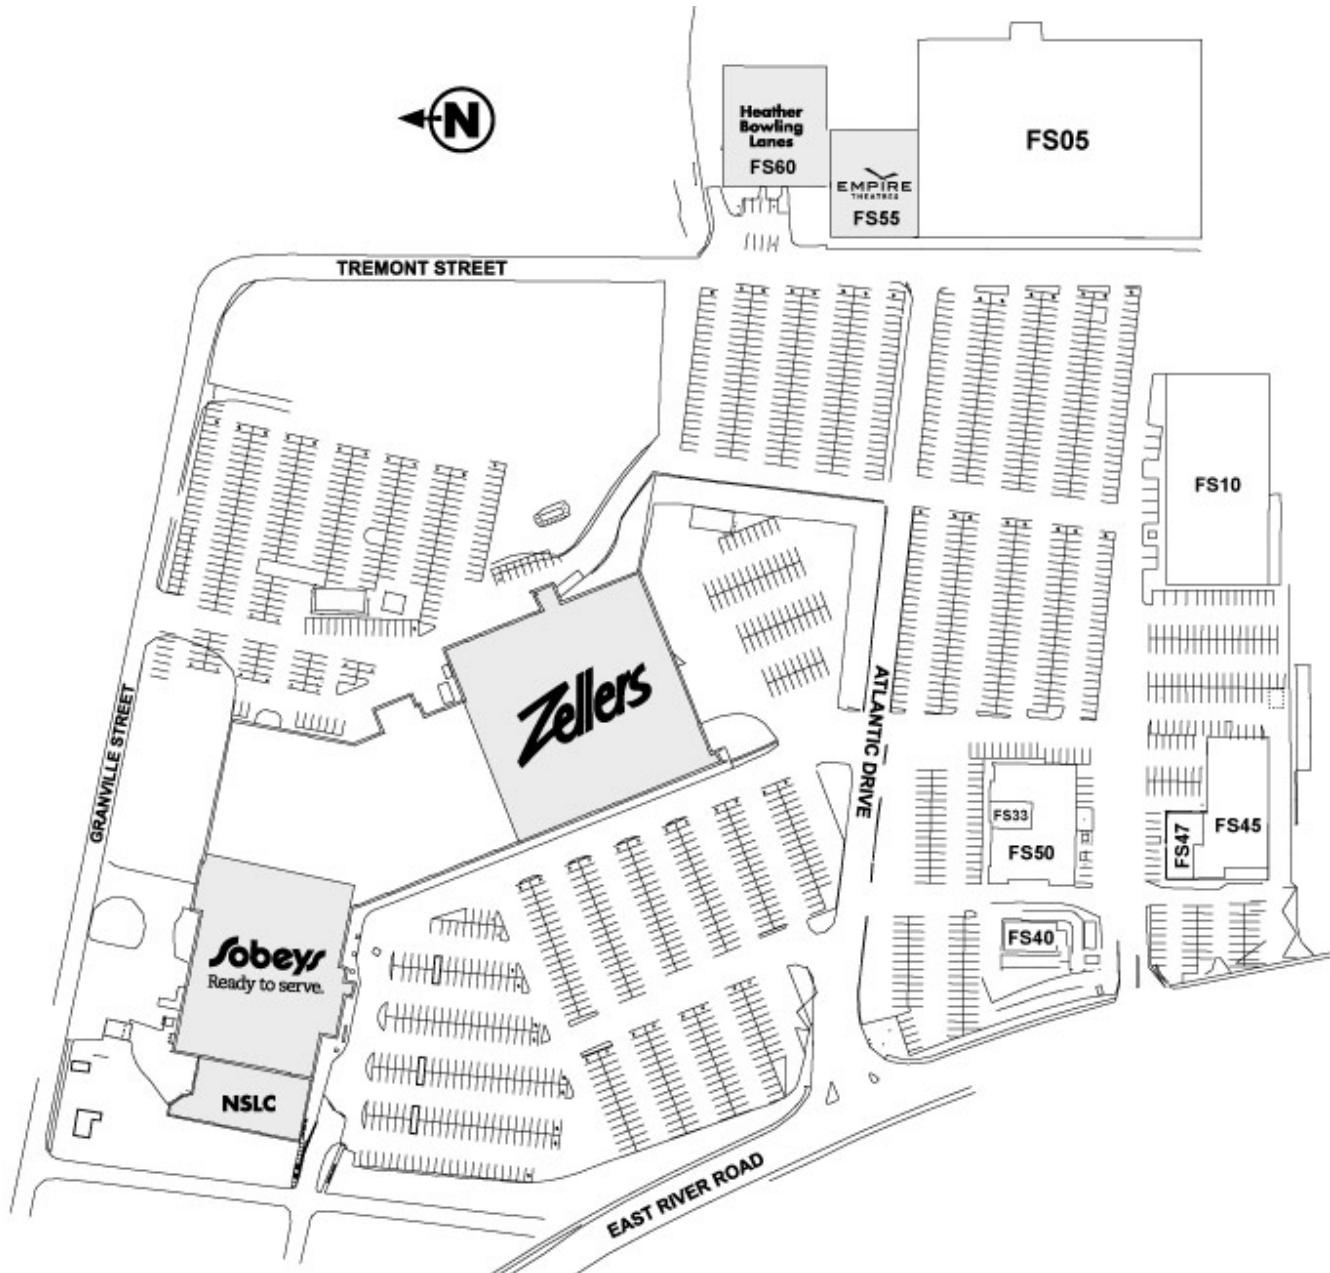 N
Heather
Bowling
Lanes
FS60
EMPIRE
THEATRES
FS55
FS05
TREMONT STREET
FS10
Zellers
ATLANTIC DRIVE
GRANVILLE STREET
FS33
FS50
FS47
FS45
FS40
Sobeys
Ready to serve.
NSLC
EAST RIVER ROAD